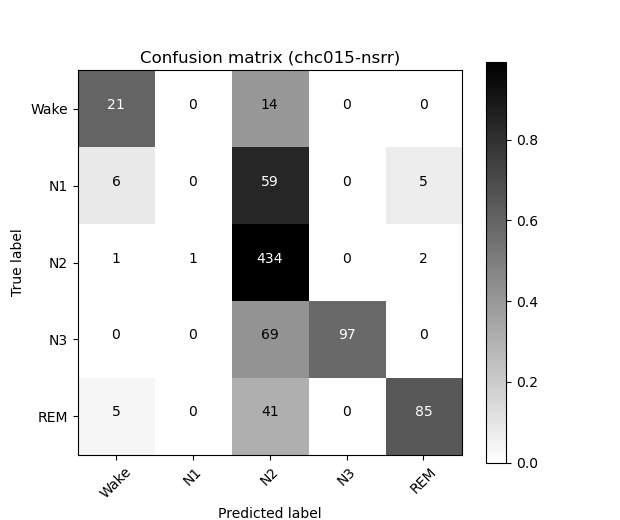 Confusion matrix (chc015-nsrr)
True label
Wake 21 0 14 0 0
N1 6 0 59 0 5
N2 1 1 434 0 2
N3 0 0 69 97 0
REM 5 0 41 0 85
Wake N1 N2 N3 REM
Predicted label
0.8
0.6
0.4
0.2
0.0